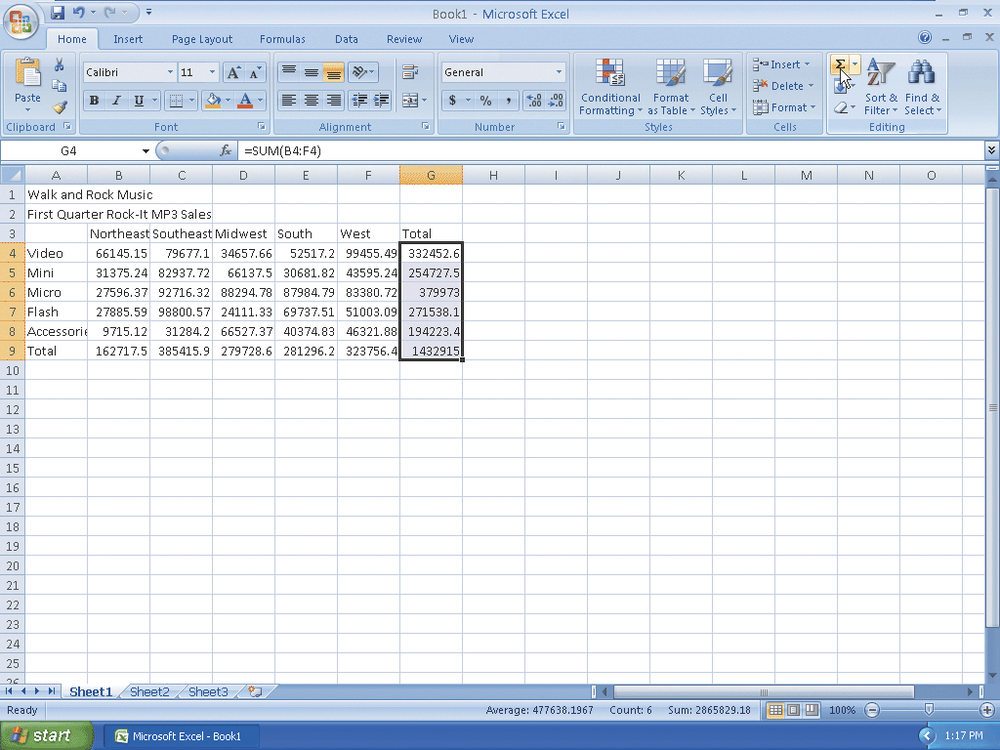 Book1 - Microsoft Excel
Home Insert Page Layout Formulas Data Review View
Paste Calibri 11 A A General Conditional Formatting Format as Table Cell Styles Insert Delete Format Σ Sort & Filter Find & Select
B I U A $ % ,
Clipboard Font Alignment Number Styles Cells Editing
G4 fx =SUM(B4:F4)
A B C D E F G H I J K L M N O
1 Walk and Rock Music
2 First Quarter Rock-It MP3 Sales
3 Northeast Southeast Midwest South West Total
4 Video 66145.15 79677.1 34657.66 52517.2 99455.49 332452.6
5 Mini 31375.24 82937.72 66137.5 30681.82 43595.24 254727.5
6 Micro 27596.37 92716.32 88294.78 87984.79 83380.72 379973
7 Flash 27885.59 98800.57 24111.33 69737.51 51003.09 271538.1
8 Accessorie 9715.12 31284.2 66527.37 40374.83 46321.88 194223.4
9 Total 162717.5 385415.9 279728.6 281296.2 323756.4 1432915
10
11
12
13
14
15
16
17
18
19
20
21
22
23
24
25
26
Sheet1 Sheet2 Sheet3
Ready Average: 477638.1967 Count: 6 Sum: 2865829.18 100%
start Microsoft Excel - Book1 1:17 PM